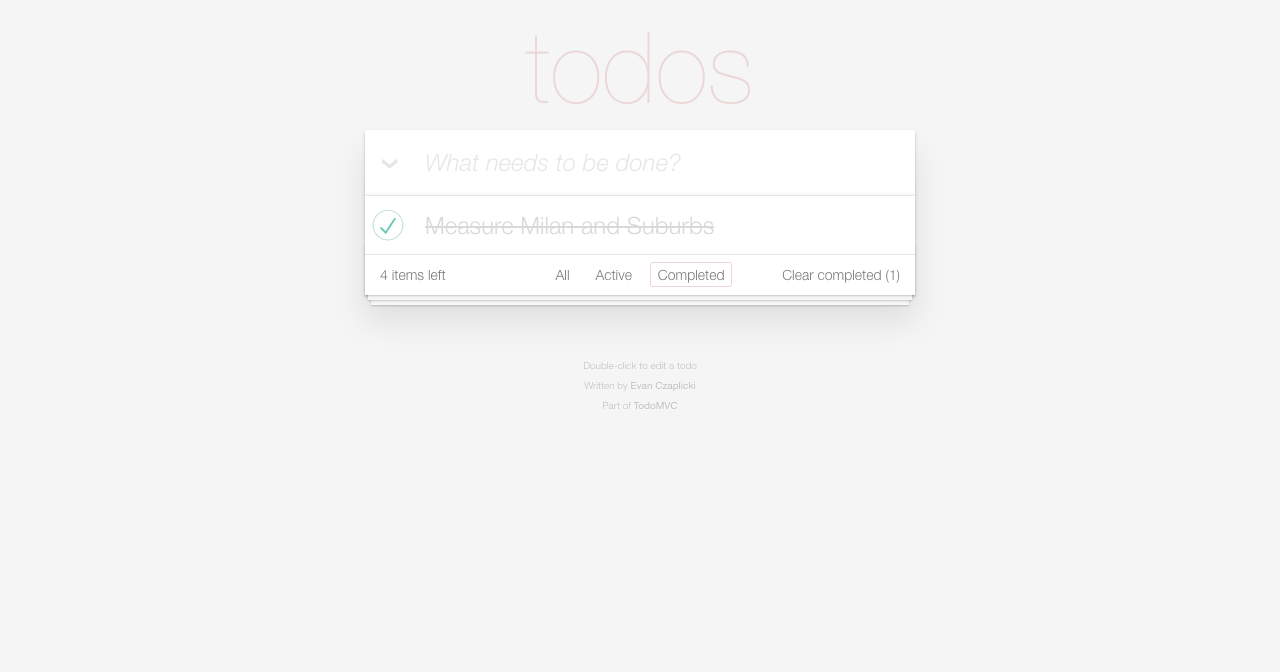 todos
What needs to be done?
Measure Milan and Suburbs
4 items left All Active Completed Clear completed (1)
Double-click to edit a todo
Written by Evan Czaplicki
Part of TodoMVC